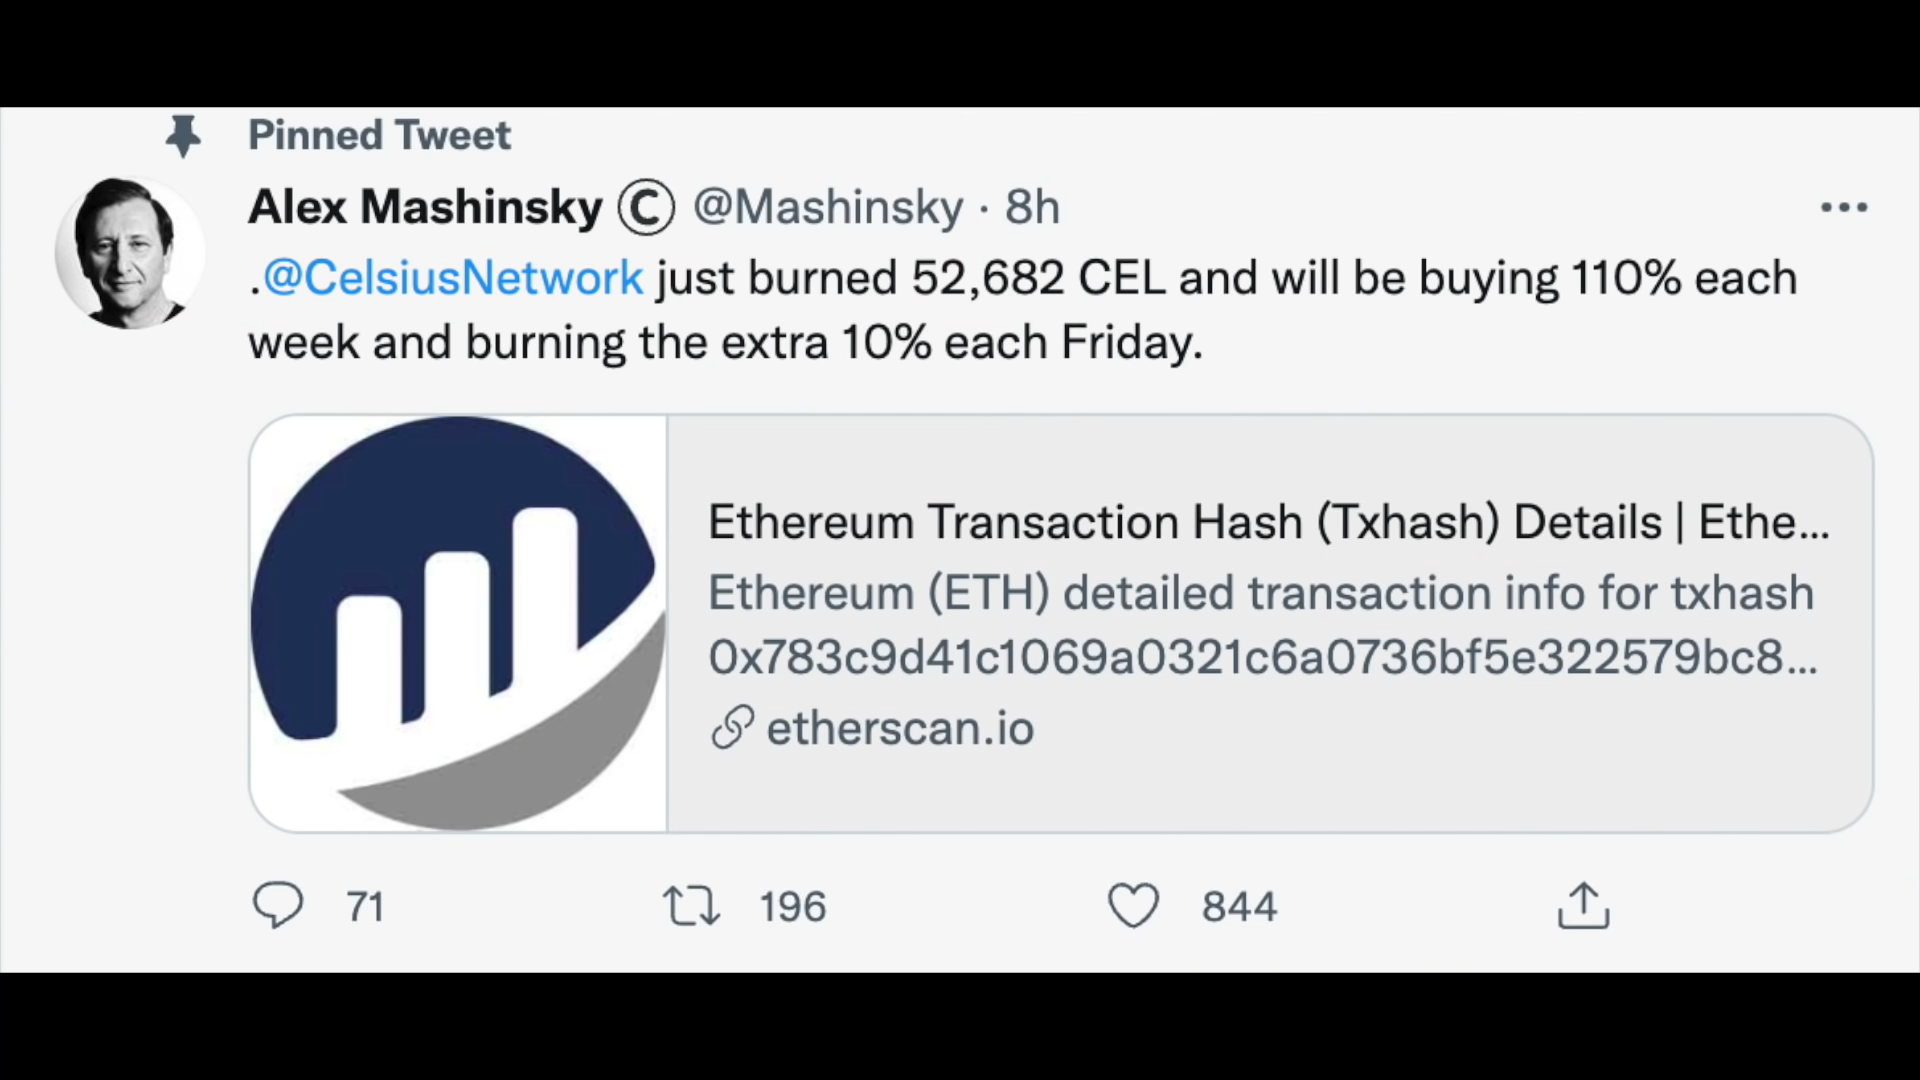 Pinned Tweet
Alex Mashinsky Ⓒ @Mashinsky · 8h
.@CelsiusNetwork just burned 52,682 CEL and will be buying 110% each
week and burning the extra 10% each Friday.
Ethereum Transaction Hash (Txhash) Details | Ethe...
Ethereum (ETH) detailed transaction info for txhash
0x783c9d41c1069a0321c6a0736bf5e322579bc8...
etherscan.io
71 196 844